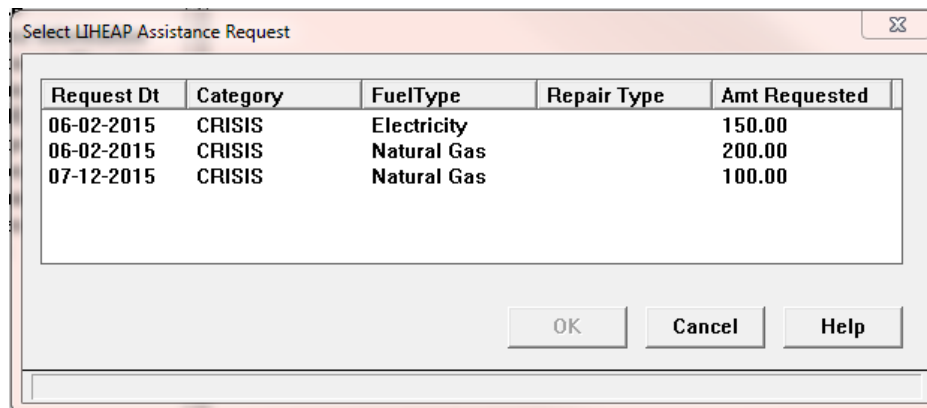 Select LIHEAP Assistance Request
Request Dt Category FuelType Repair Type Amt Requested
06-02-2015 CRISIS Electricity 150.00
06-02-2015 CRISIS Natural Gas 200.00
07-12-2015 CRISIS Natural Gas 100.00
OK Cancel Help